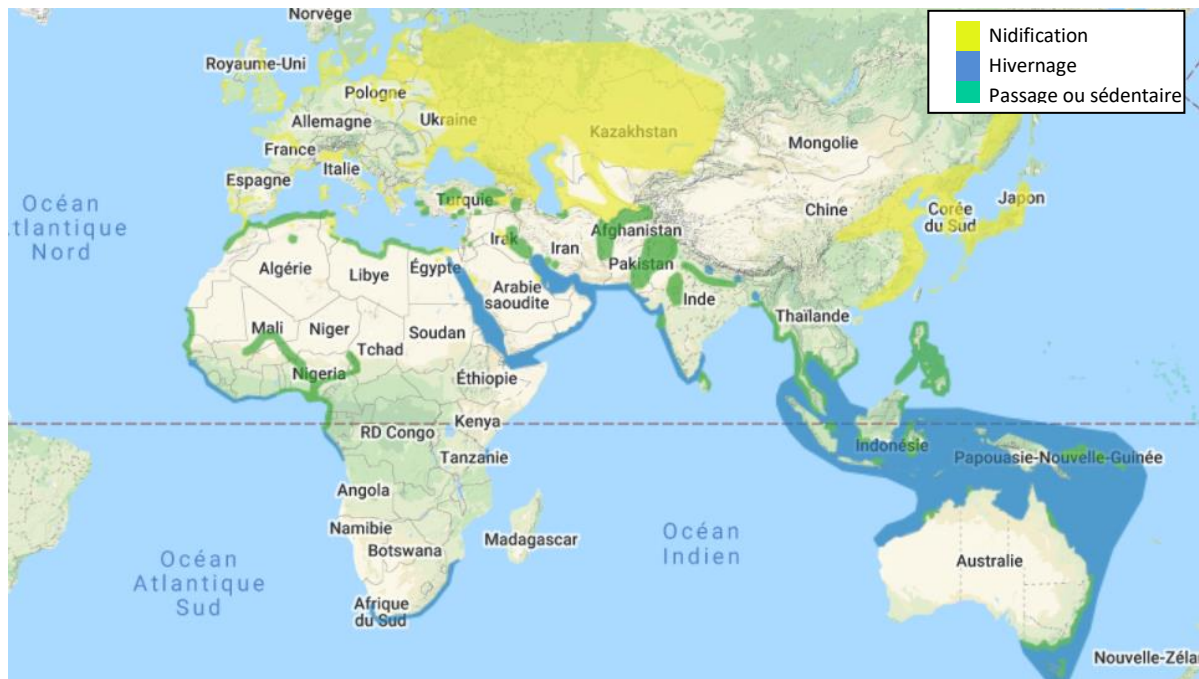 Norvège
Nidification
Hivernage
Passage ou sédentaire
Royaume-Uni
Pologne
Allemagne
Ukraine
Kazakhstan
Mongolie
France
Italie
Espagne
Turquie
Chine
Corée
du Sud
Japon
Océan
Atlantique
Nord
Irak
Iran
Afghanistan
Pakistan
Algérie
Libye
Égypte
Arabie
saoudite
Inde
Thaïlande
Mali
Niger
Tchad
Soudan
Nigeria
Éthiopie
RD Congo
Kenya
Tanzanie
Indonésie
Papouasie-Nouvelle-Guinée
Angola
Namibie
Botswana
Madagascar
Océan
Indien
Océan
Atlantique
Sud
Australie
Afrique
du Sud
Nouvelle-Zéla